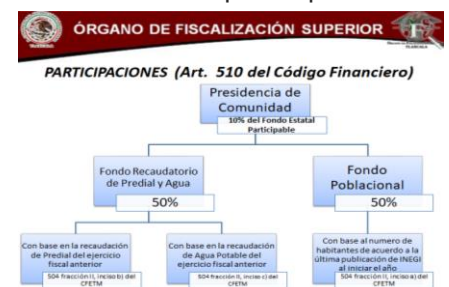 ÓRGANO DE FISCALIZACIÓN SUPERIOR
PARTICIPACIONES (Art. 510 del Código Financiero)
Presidencia de
Comunidad
10% del Fondo Estatal
Participable
Fondo Recaudatorio
de Predial y Agua
50%
Fondo
Poblacional
50%
Con base en la recaudación
de Predial del ejercicio
fiscal anterior
504 fracción II, inciso b) del
CFETM
Con base en la recaudación
de Agua Potable del
ejercicio fiscal anterior
504 fracción II, inciso c) del
CFETM
Con base al numero de
habitantes de acuerdo a la
última publicación de INEGI
al iniciar el año
504 fracción II, inciso a) del
CFETM